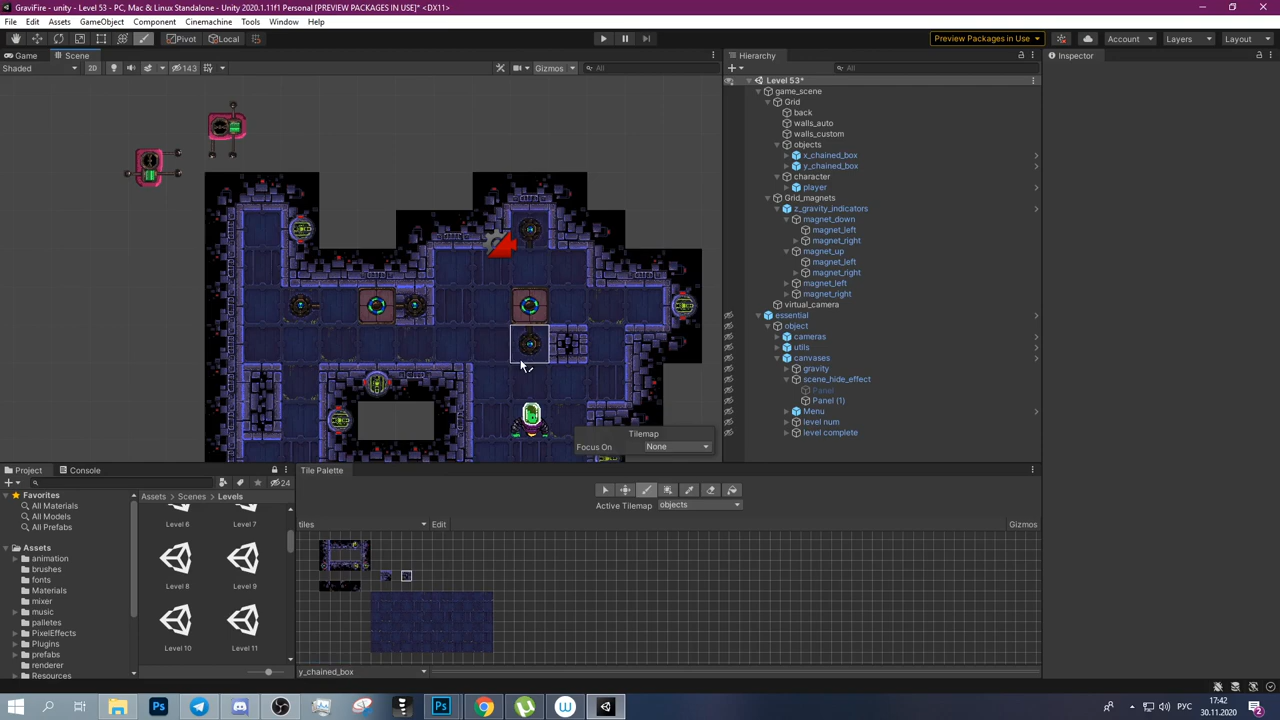 GraviFire - unity - Level 53 - PC, Mac & Linux Standalone - Unity 2020.1.11f1 Personal [PREVIEW PACKAGES IN USE]* <DX11>
File Edit Assets GameObject Component Cinemachine Tools Window Help
Pivot Local Preview Packages in Use Account Layers Layout
Game Scene
Shaded 2D 143 Gizmos All
Hierarchy
All
Level 53*
game_scene
Grid
back
walls_auto
walls_custom
objects
x_chained_box
y_chained_box
character
player
Grid_magnets
z_gravity_indicators
magnet_down
magnet_left
magnet_right
magnet_up
magnet_left
magnet_right
magnet_left
magnet_right
virtual_camera
essential
object
cameras
utils
canvases
gravity
scene_hide_effect
Panel
Panel (1)
Menu
level num
level complete
Inspector
Tilemap
Focus On None
Project Console
24
Favorites
All Materials
All Models
All Prefabs
Assets
animation
brushes
fonts
Materials
mixer
music
palletes
PixelEffects
Plugins
prefabs
renderer
Resources
Assets Scenes Levels
Level 6 Level 7
Level 8 Level 9
Level 10 Level 11
Tile Palette
Active Tilemap objects
tiles Edit Gizmos
y_chained_box
РУС
17:42
30.11.2020
2